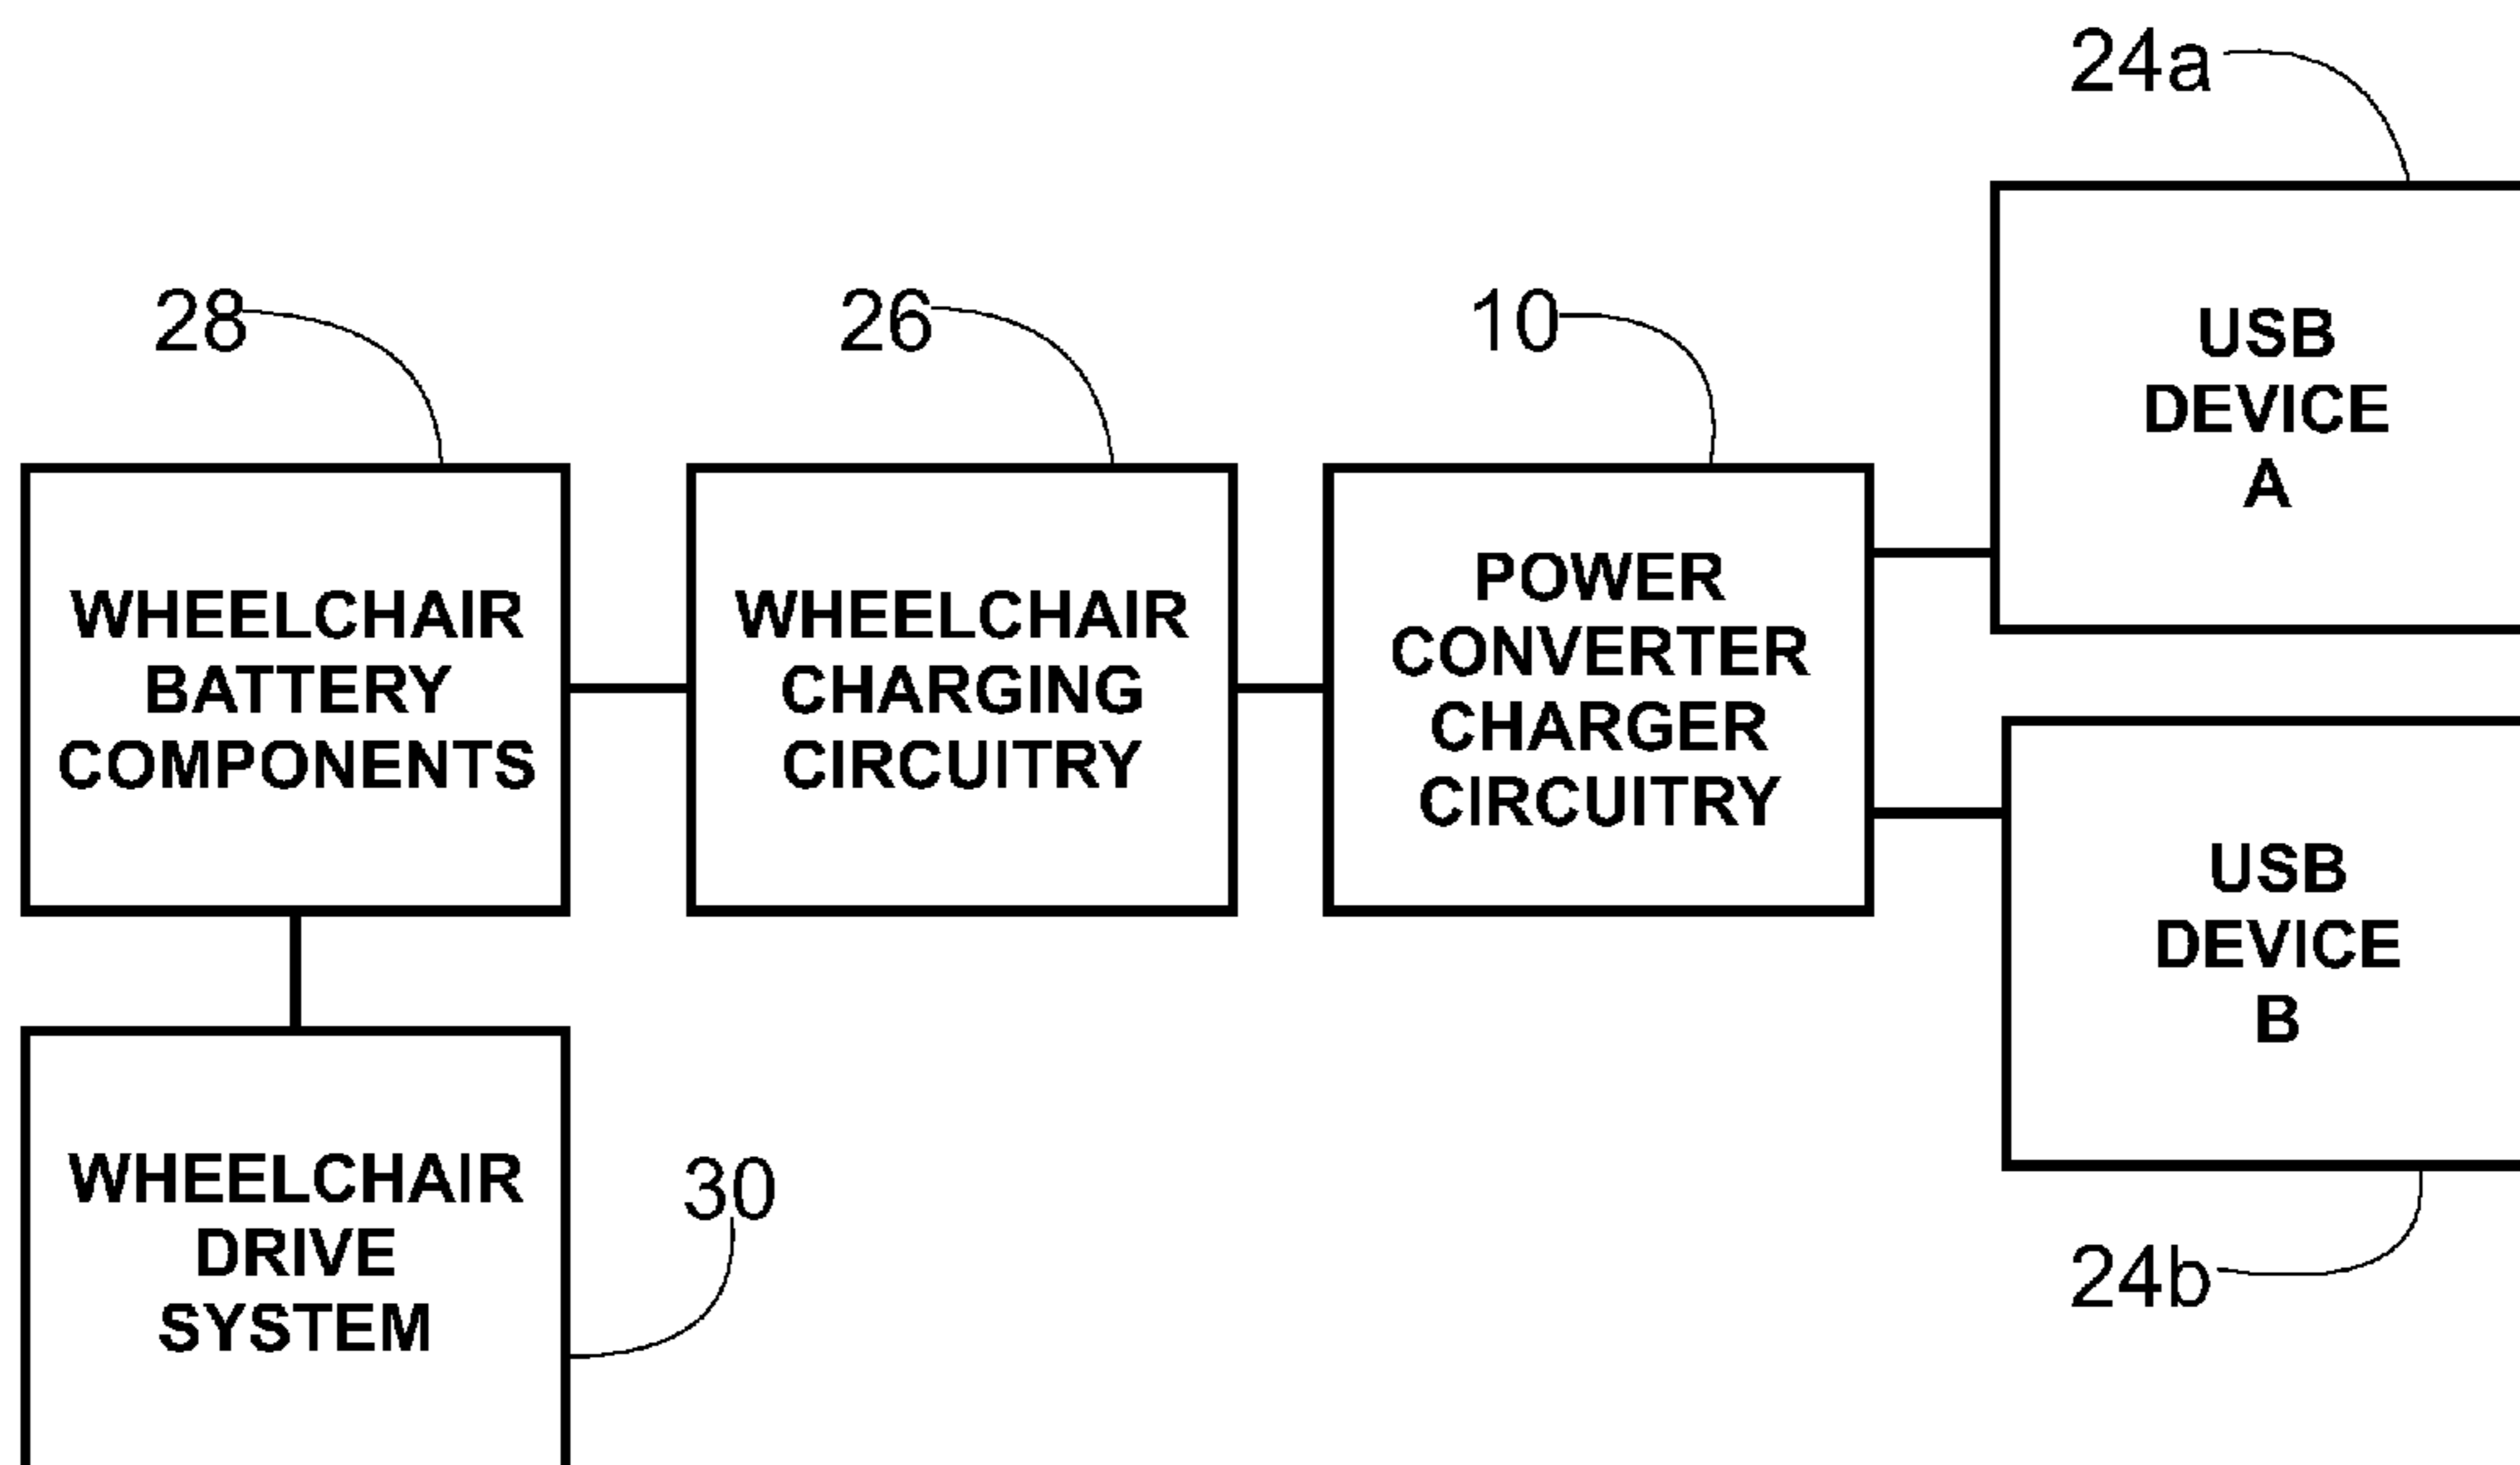 24a
28
26
10
USB
DEVICE
A
WHEELCHAIR
BATTERY
COMPONENTS
WHEELCHAIR
CHARGING
CIRCUITRY
POWER
CONVERTER
CHARGER
CIRCUITRY
USB
DEVICE
B
WHEELCHAIR
DRIVE
SYSTEM
30
24b